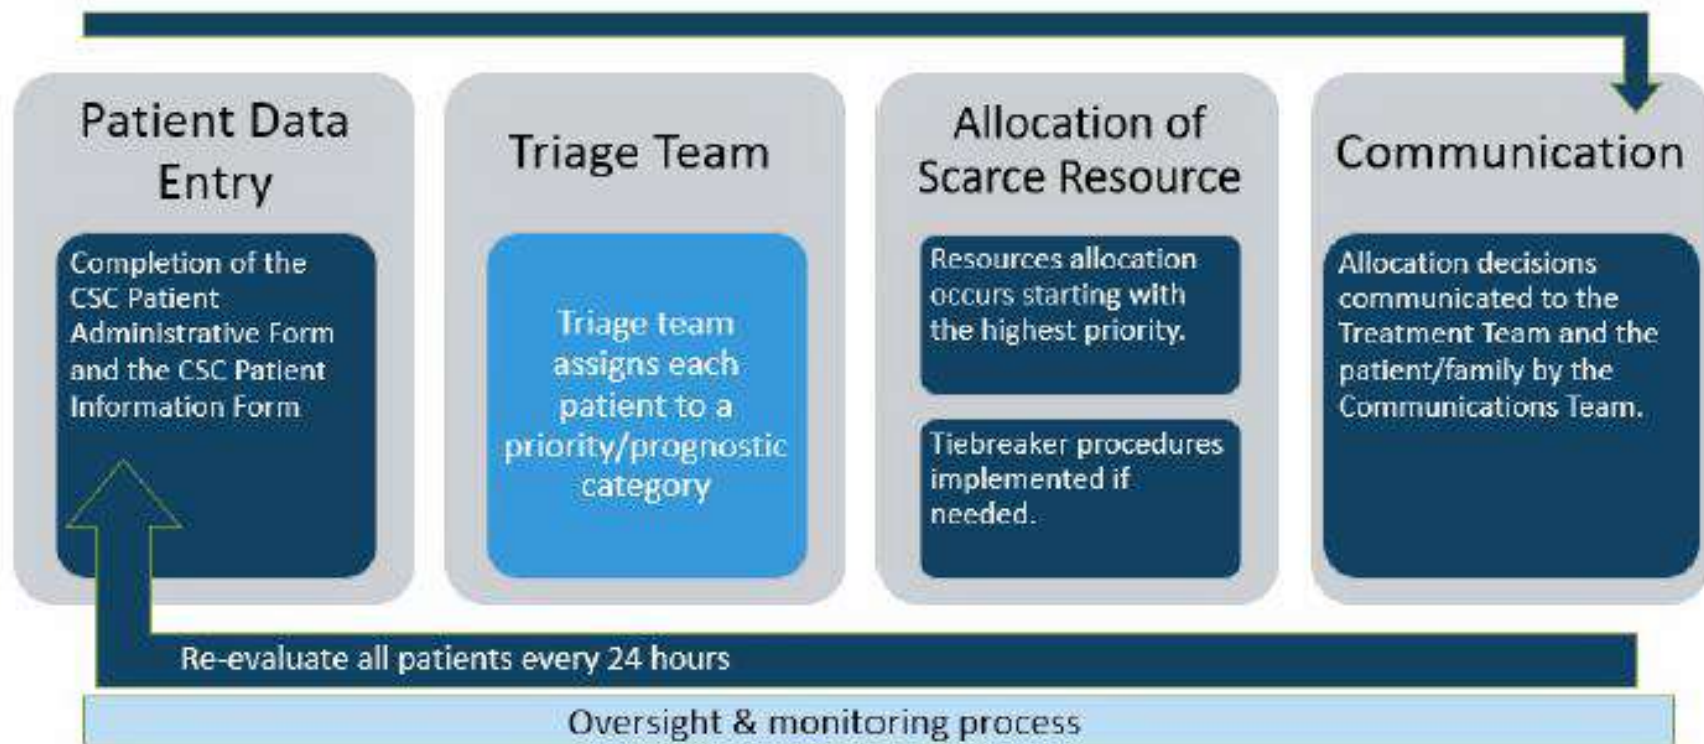 Patient Data
Entry
Completion of the
CSC Patient
Administrative Form
and the CSC Patient
Information Form
Triage Team
Triage team
assigns each
patient to a
priority/prognostic
category
Allocation of
Scarce Resource
Resources allocation
occurs starting with
the highest priority.
Tiebreaker procedures
implemented if
needed.
Communication
Allocation decisions
communicated to the
Treatment Team and the
patient/family by the
Communications Team.
Re-evaluate all patients every 24 hours
Oversight & monitoring process